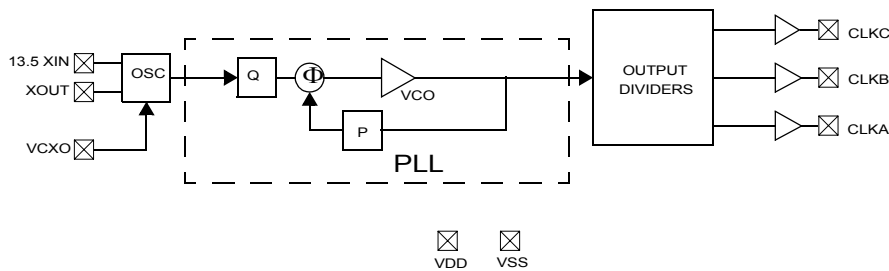 13.5 XIN
XOUT
VCXO
OSC
Q
Φ
VCO
P
PLL
OUTPUT
DIVIDERS
CLKC
CLKB
CLKA
VDD
VSS